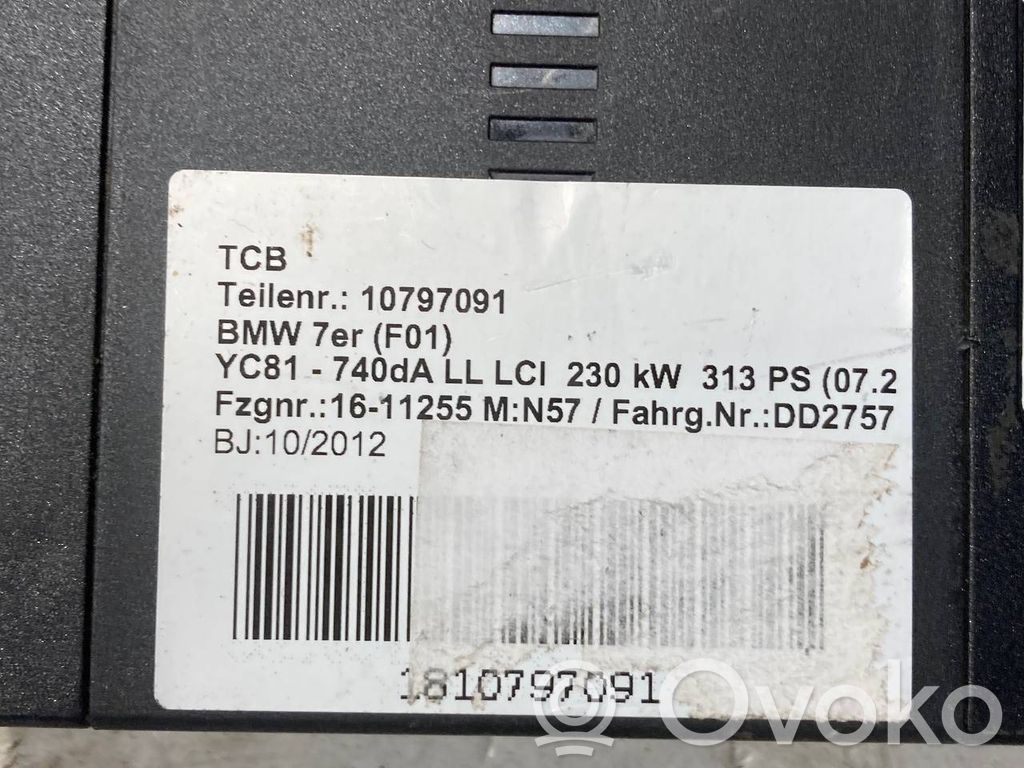 TCB
Teilenr.: 10797091
BMW 7er (F01)
YC81 - 740dA LL LCI 230 kW 313 PS (07.2
Fzgnr.:16-11255 M:N57 / Fahrg.Nr.:DD2757
BJ:10/2012
1810797091
Ovoko